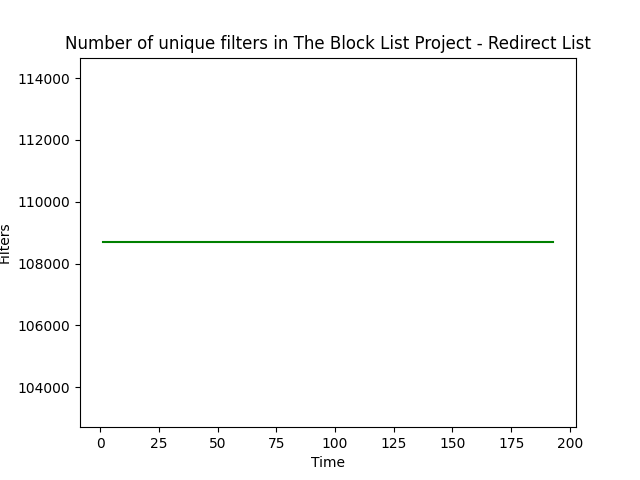 Number of unique filters in The Block List Project - Redirect List
114000
112000
110000
108000
106000
104000
Filters
0 25 50 75 100 125 150 175 200
Time